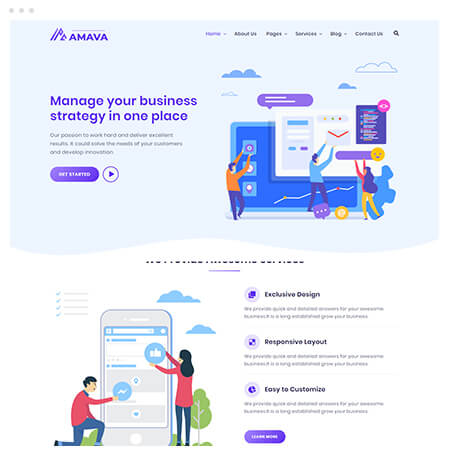 AMAVA
Home About Us Pages Services Blog Contact Us
Manage your business
strategy in one place
Our passion to work hard and deliver excellent
results. It could solve the needs of your customers
and develop innovation.
GET STARTED
Exclusive Design
We provide quick and detailed answers for your awesome
business.It is a long established grow your business
Responsive Layout
We provide quick and detailed answers for your awesome
business.It is a long established grow your business
Easy to Customize
We provide quick and detailed answers for your awesome
business.It is a long established grow your business
LEARN MORE